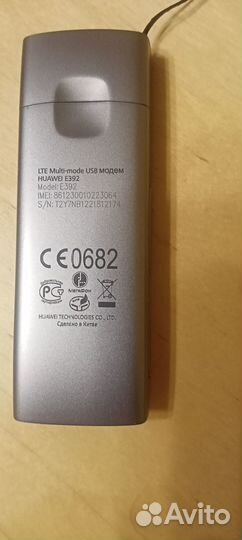 LTE Multi-mode USB модем
HUAWEI E392
Model: E392
IMEI: 861230010223064
S/N: T2Y7NB1221812174
CE0682
МегаФон
HUAWEI TECHNOLOGIES CO., LTD.
Сделано в Китае
Avito